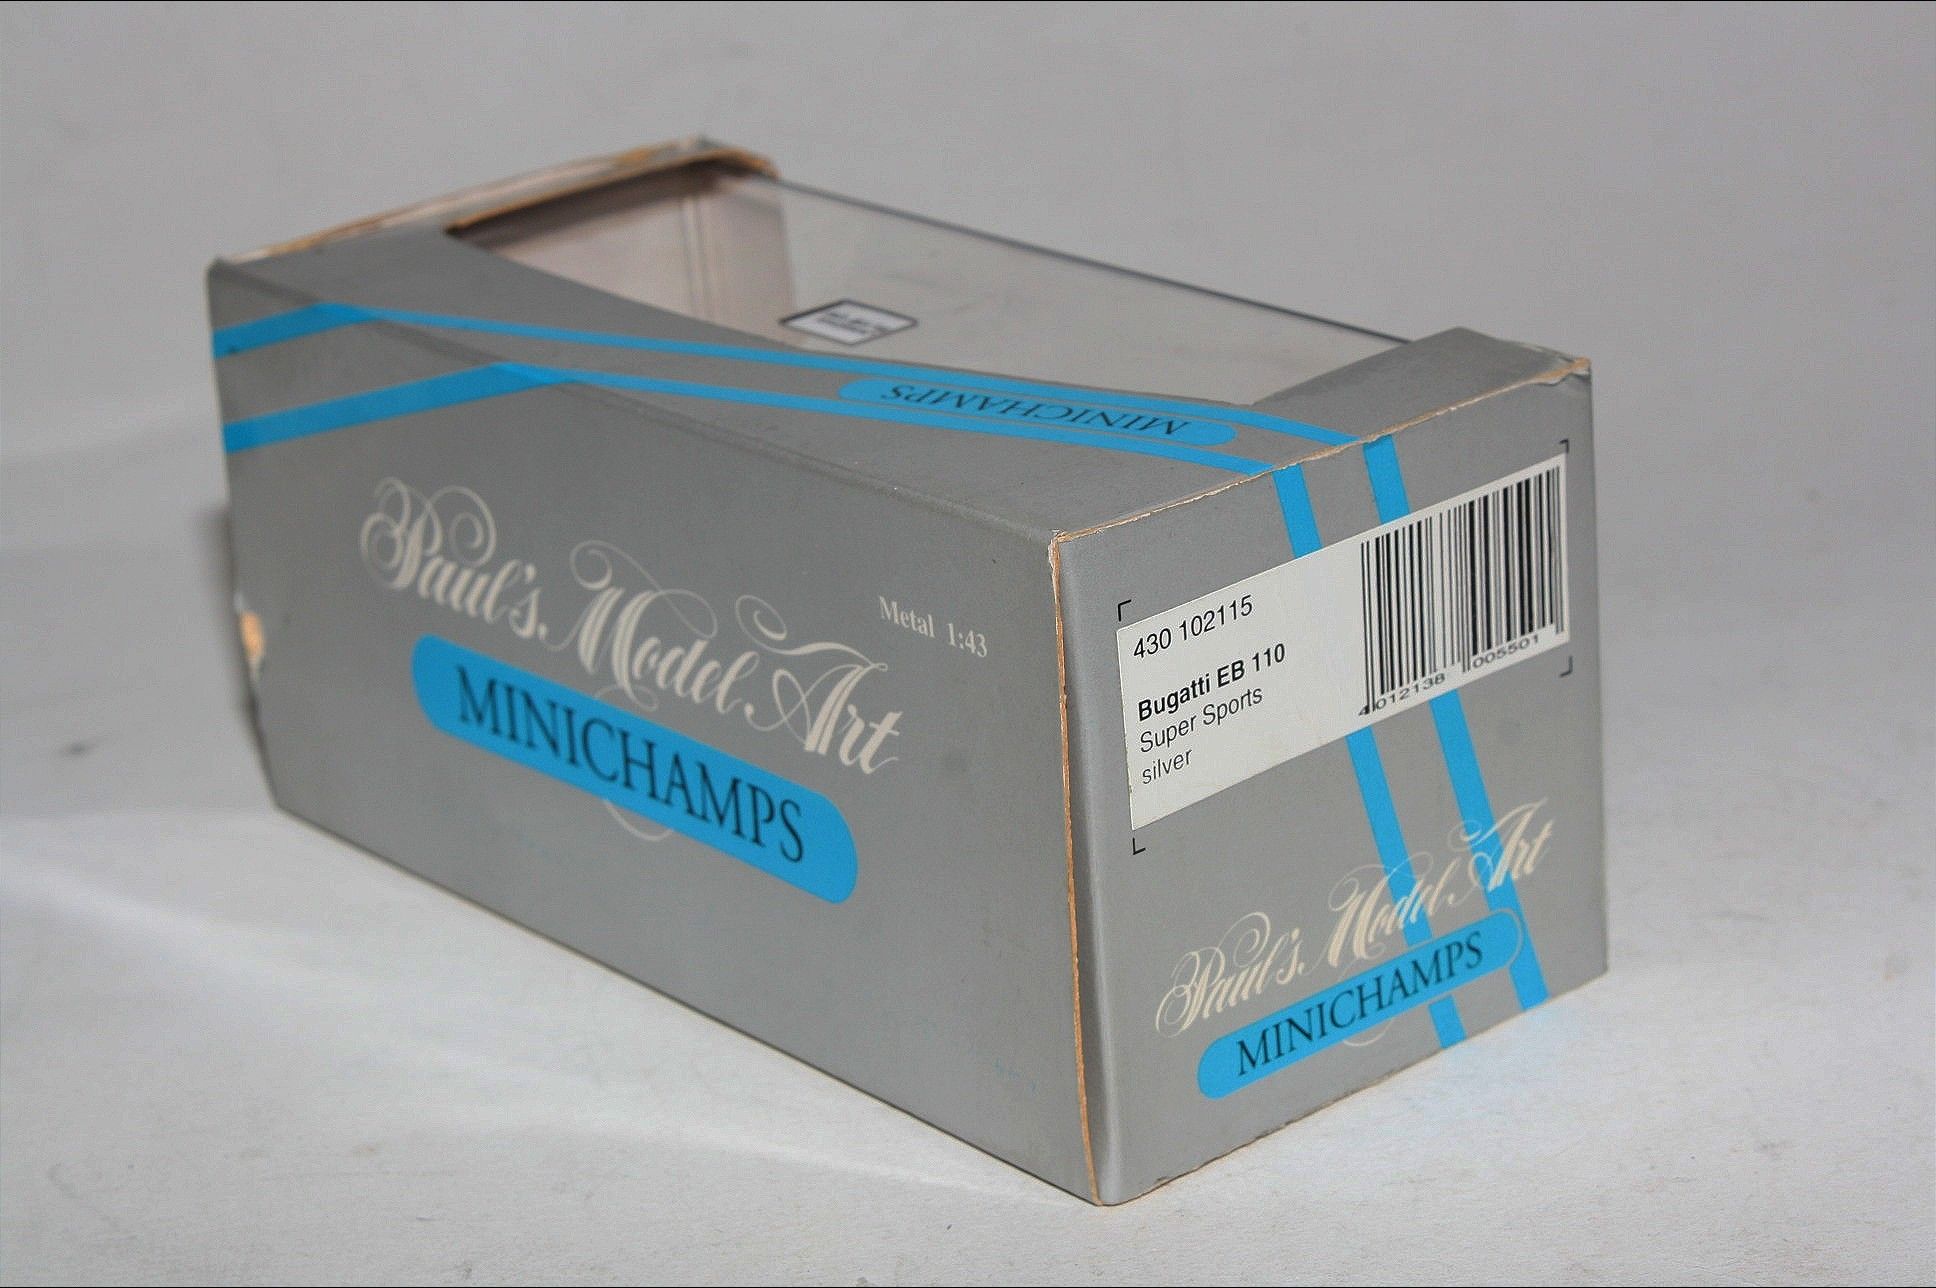 MINICHAMPS
Paul's Model Art
MINICHAMPS
Metal 1:43
430 102115
Bugatti EB 110
Super Sports
silver
4 012138 005501
Paul's Model Art
MINICHAMPS